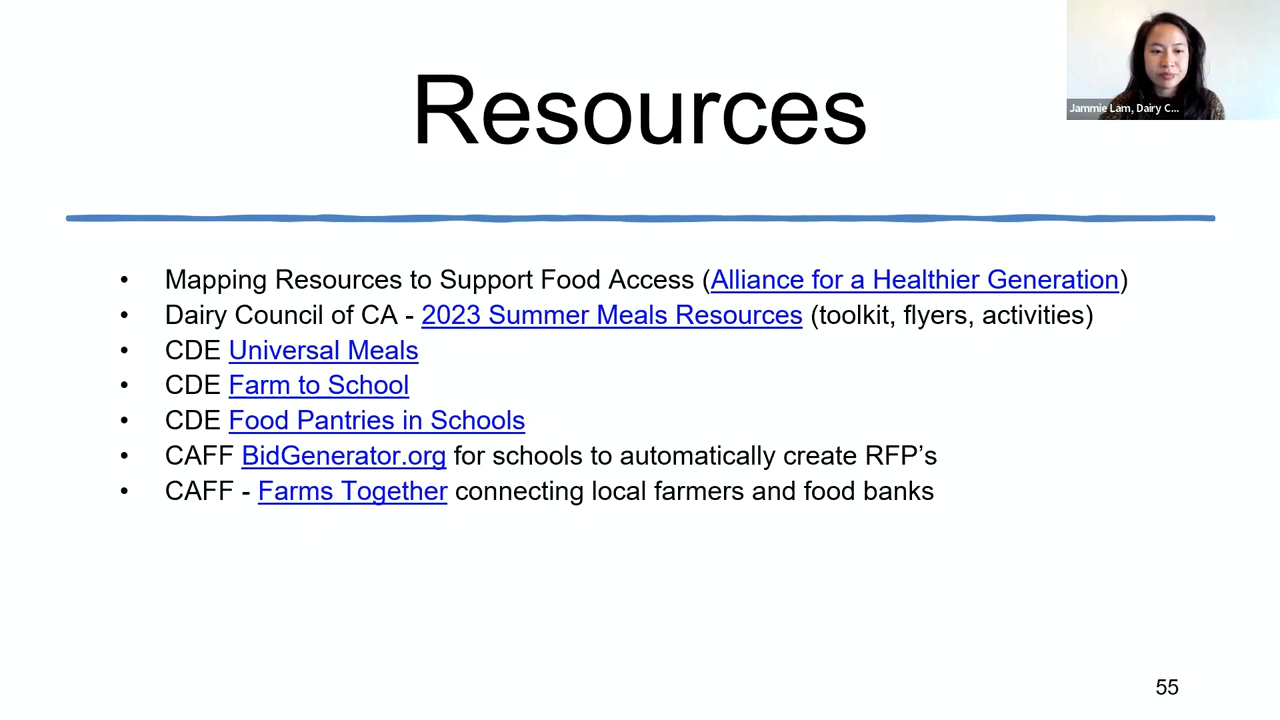 Resources
Jammie Lam, Dairy C...
• Mapping Resources to Support Food Access (Alliance for a Healthier Generation)
• Dairy Council of CA - 2023 Summer Meals Resources (toolkit, flyers, activities)
• CDE Universal Meals
• CDE Farm to School
• CDE Food Pantries in Schools
• CAFF BidGenerator.org for schools to automatically create RFP’s
• CAFF - Farms Together connecting local farmers and food banks
55